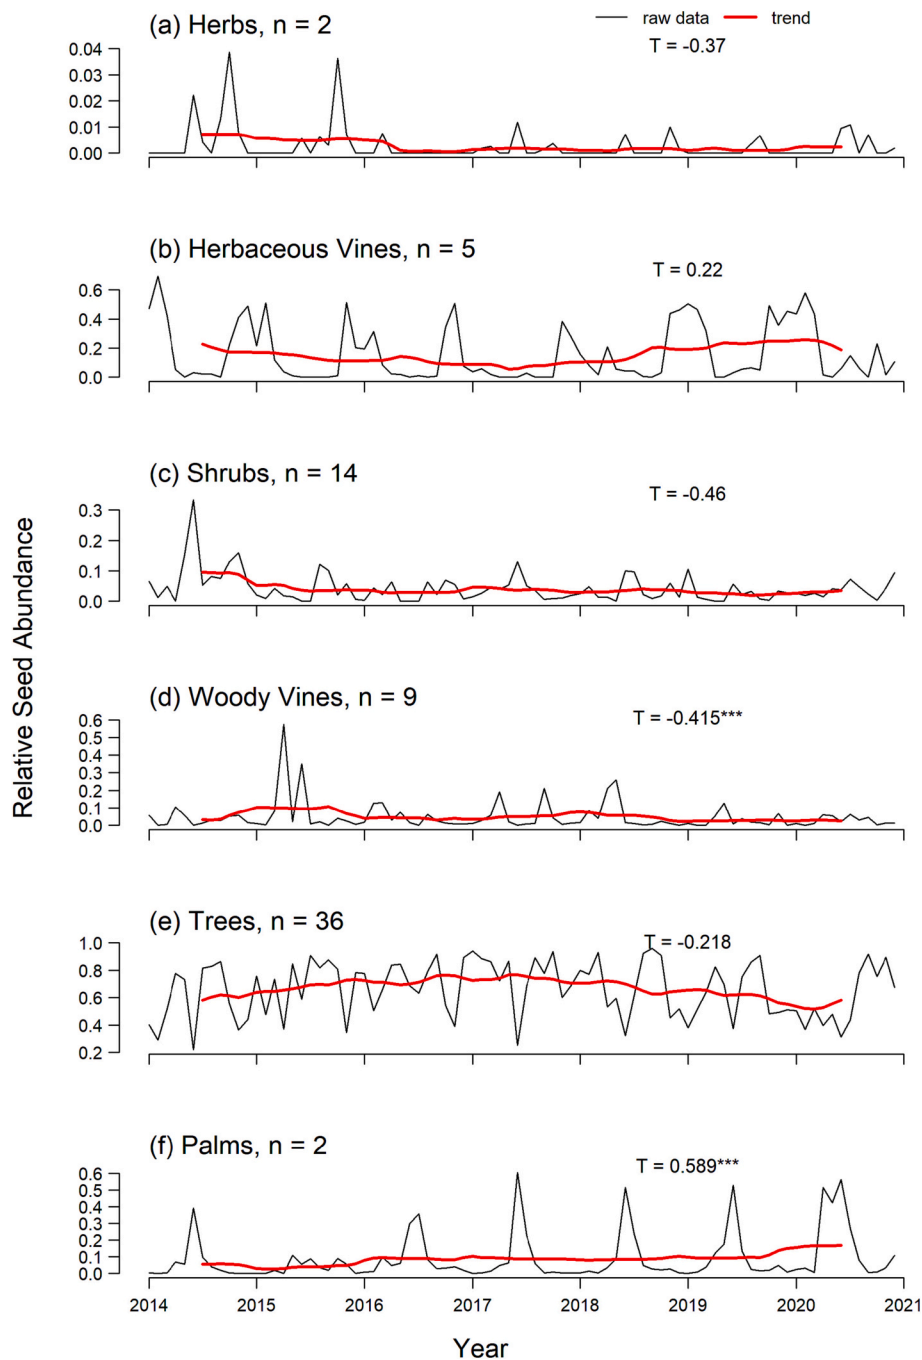 (a) Herbs, n = 2
raw data
trend
T = -0.37
0.04
0.03
0.02
0.01
0.00
(b) Herbaceous Vines, n = 5
T = 0.22
0.6
0.4
0.2
0.0
(c) Shrubs, n = 14
T = -0.46
0.3
0.2
0.1
0.0
Relative Seed Abundance
(d) Woody Vines, n = 9
T = -0.415***
0.6
0.5
0.4
0.3
0.2
0.1
0.0
(e) Trees, n = 36
T = -0.218
1.0
0.8
0.6
0.4
0.2
(f) Palms, n = 2
T = 0.589***
0.6
0.5
0.4
0.3
0.2
0.1
0.0
2014 2015 2016 2017 2018 2019 2020 2021
Year